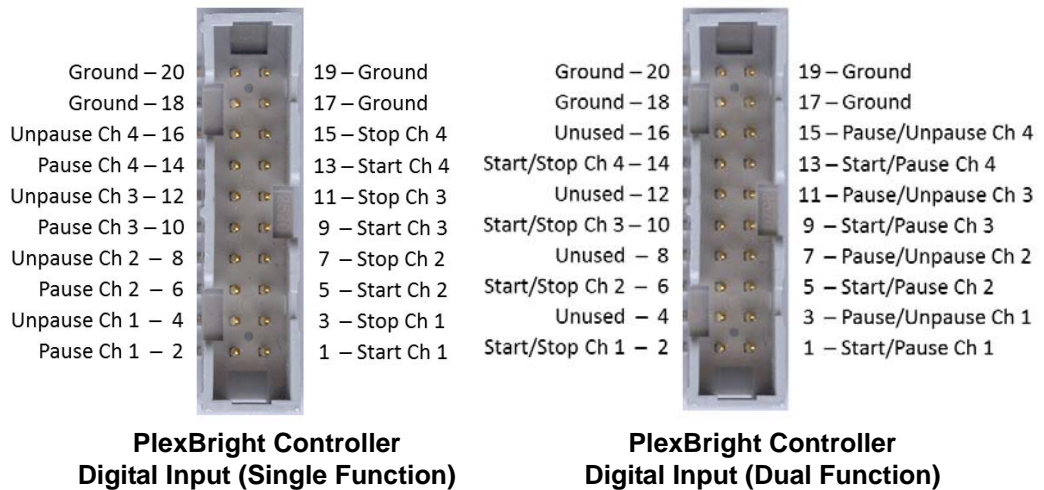 Ground – 20
Ground – 18
Unpause Ch 4 – 16
Pause Ch 4 – 14
Unpause Ch 3 – 12
Pause Ch 3 – 10
Unpause Ch 2 – 8
Pause Ch 2 – 6
Unpause Ch 1 – 4
Pause Ch 1 – 2
19 – Ground
17 – Ground
15 – Stop Ch 4
13 – Start Ch 4
11 – Stop Ch 3
9 – Start Ch 3
7 – Stop Ch 2
5 – Start Ch 2
3 – Stop Ch 1
1 – Start Ch 1
PlexBright Controller
Digital Input (Single Function)
Ground – 20
Ground – 18
Unused – 16
Start/Stop Ch 4 – 14
Unused – 12
Start/Stop Ch 3 – 10
Unused – 8
Start/Stop Ch 2 – 6
Unused – 4
Start/Stop Ch 1 – 2
19 – Ground
17 – Ground
15 – Pause/Unpause Ch 4
13 – Start/Pause Ch 4
11 – Pause/Unpause Ch 3
9 – Start/Pause Ch 3
7 – Pause/Unpause Ch 2
5 – Start/Pause Ch 2
3 – Pause/Unpause Ch 1
1 – Start/Pause Ch 1
PlexBright Controller
Digital Input (Dual Function)